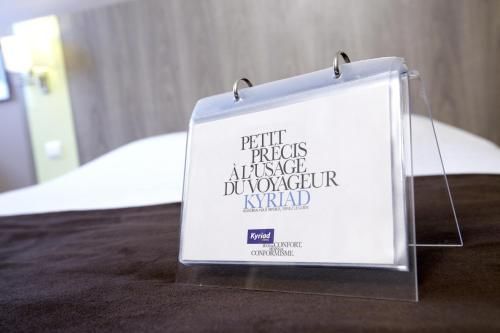 PETIT
PRÉCIS
À L'USAGE
DU VOYAGEUR
KYRIAD
Kyriad
CONFORT,
CONFORMISME.